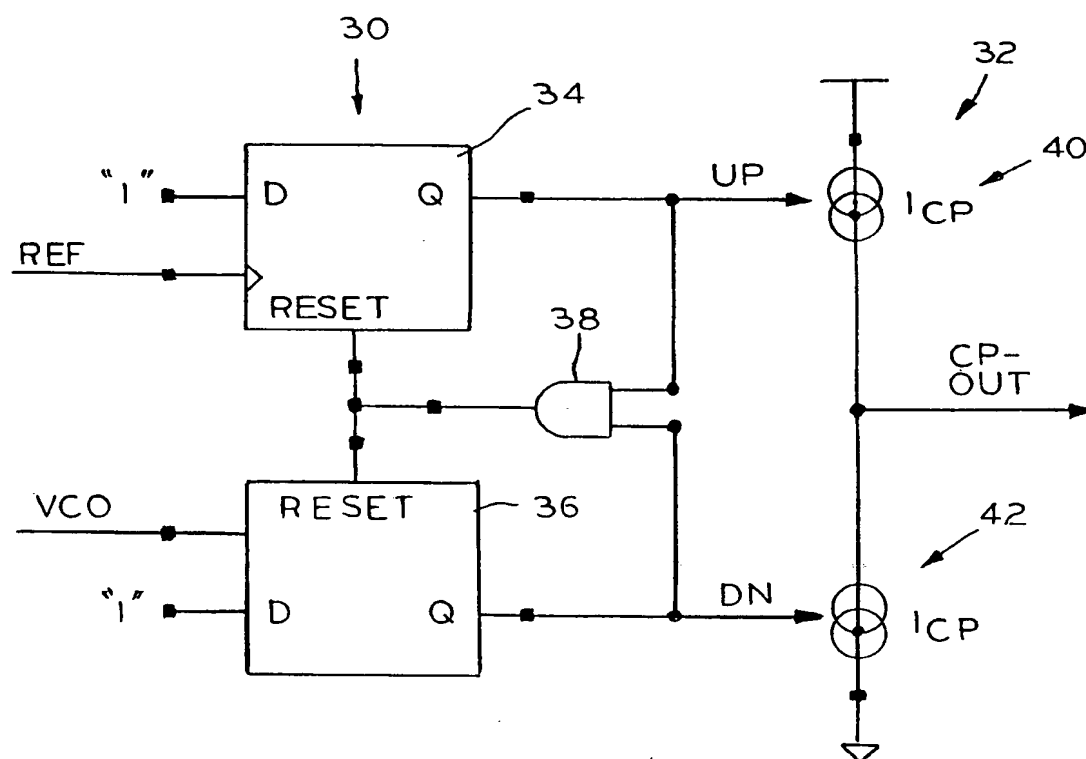 30
32
34
40
"1"
D
Q
UP
ICP
REF
RESET
38
CP-
OUT
VCO
RESET
36
42
"1"
D
Q
DN
ICP